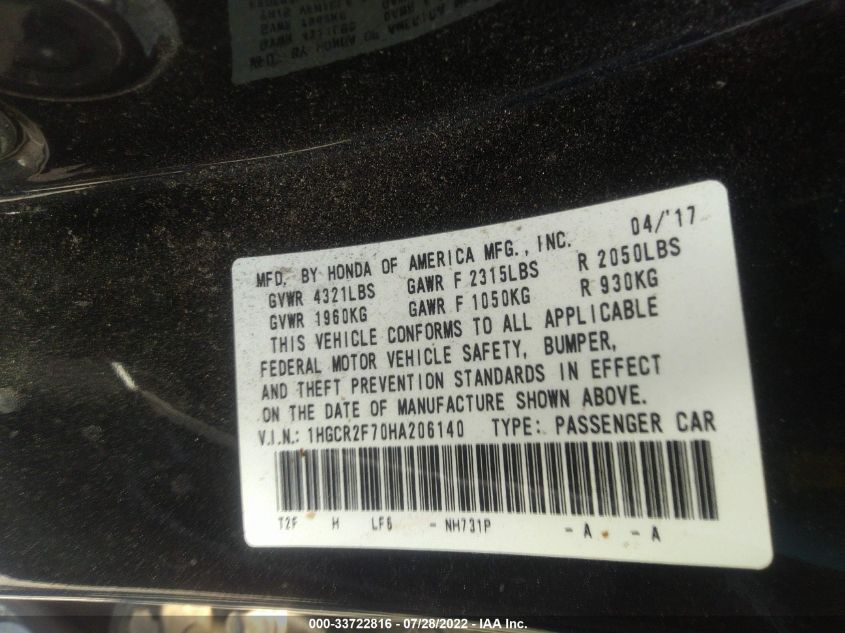 MFD. BY HONDA OF AMERICA MFG., INC. 04/'17
GVWR 4321LBS GAWR F 2315LBS R 2050LBS
GVWR 1960KG GAWR F 1050KG R 930KG
THIS VEHICLE CONFORMS TO ALL APPLICABLE
FEDERAL MOTOR VEHICLE SAFETY, BUMPER,
AND THEFT PREVENTION STANDARDS IN EFFECT
ON THE DATE OF MANUFACTURE SHOWN ABOVE.
V.I.N.: 1HGCR2F70HA206140 TYPE: PASSENGER CAR
T2F H LF6 - NH731P - A - A
000-33722816 - 07/28/2022 - IAA Inc.